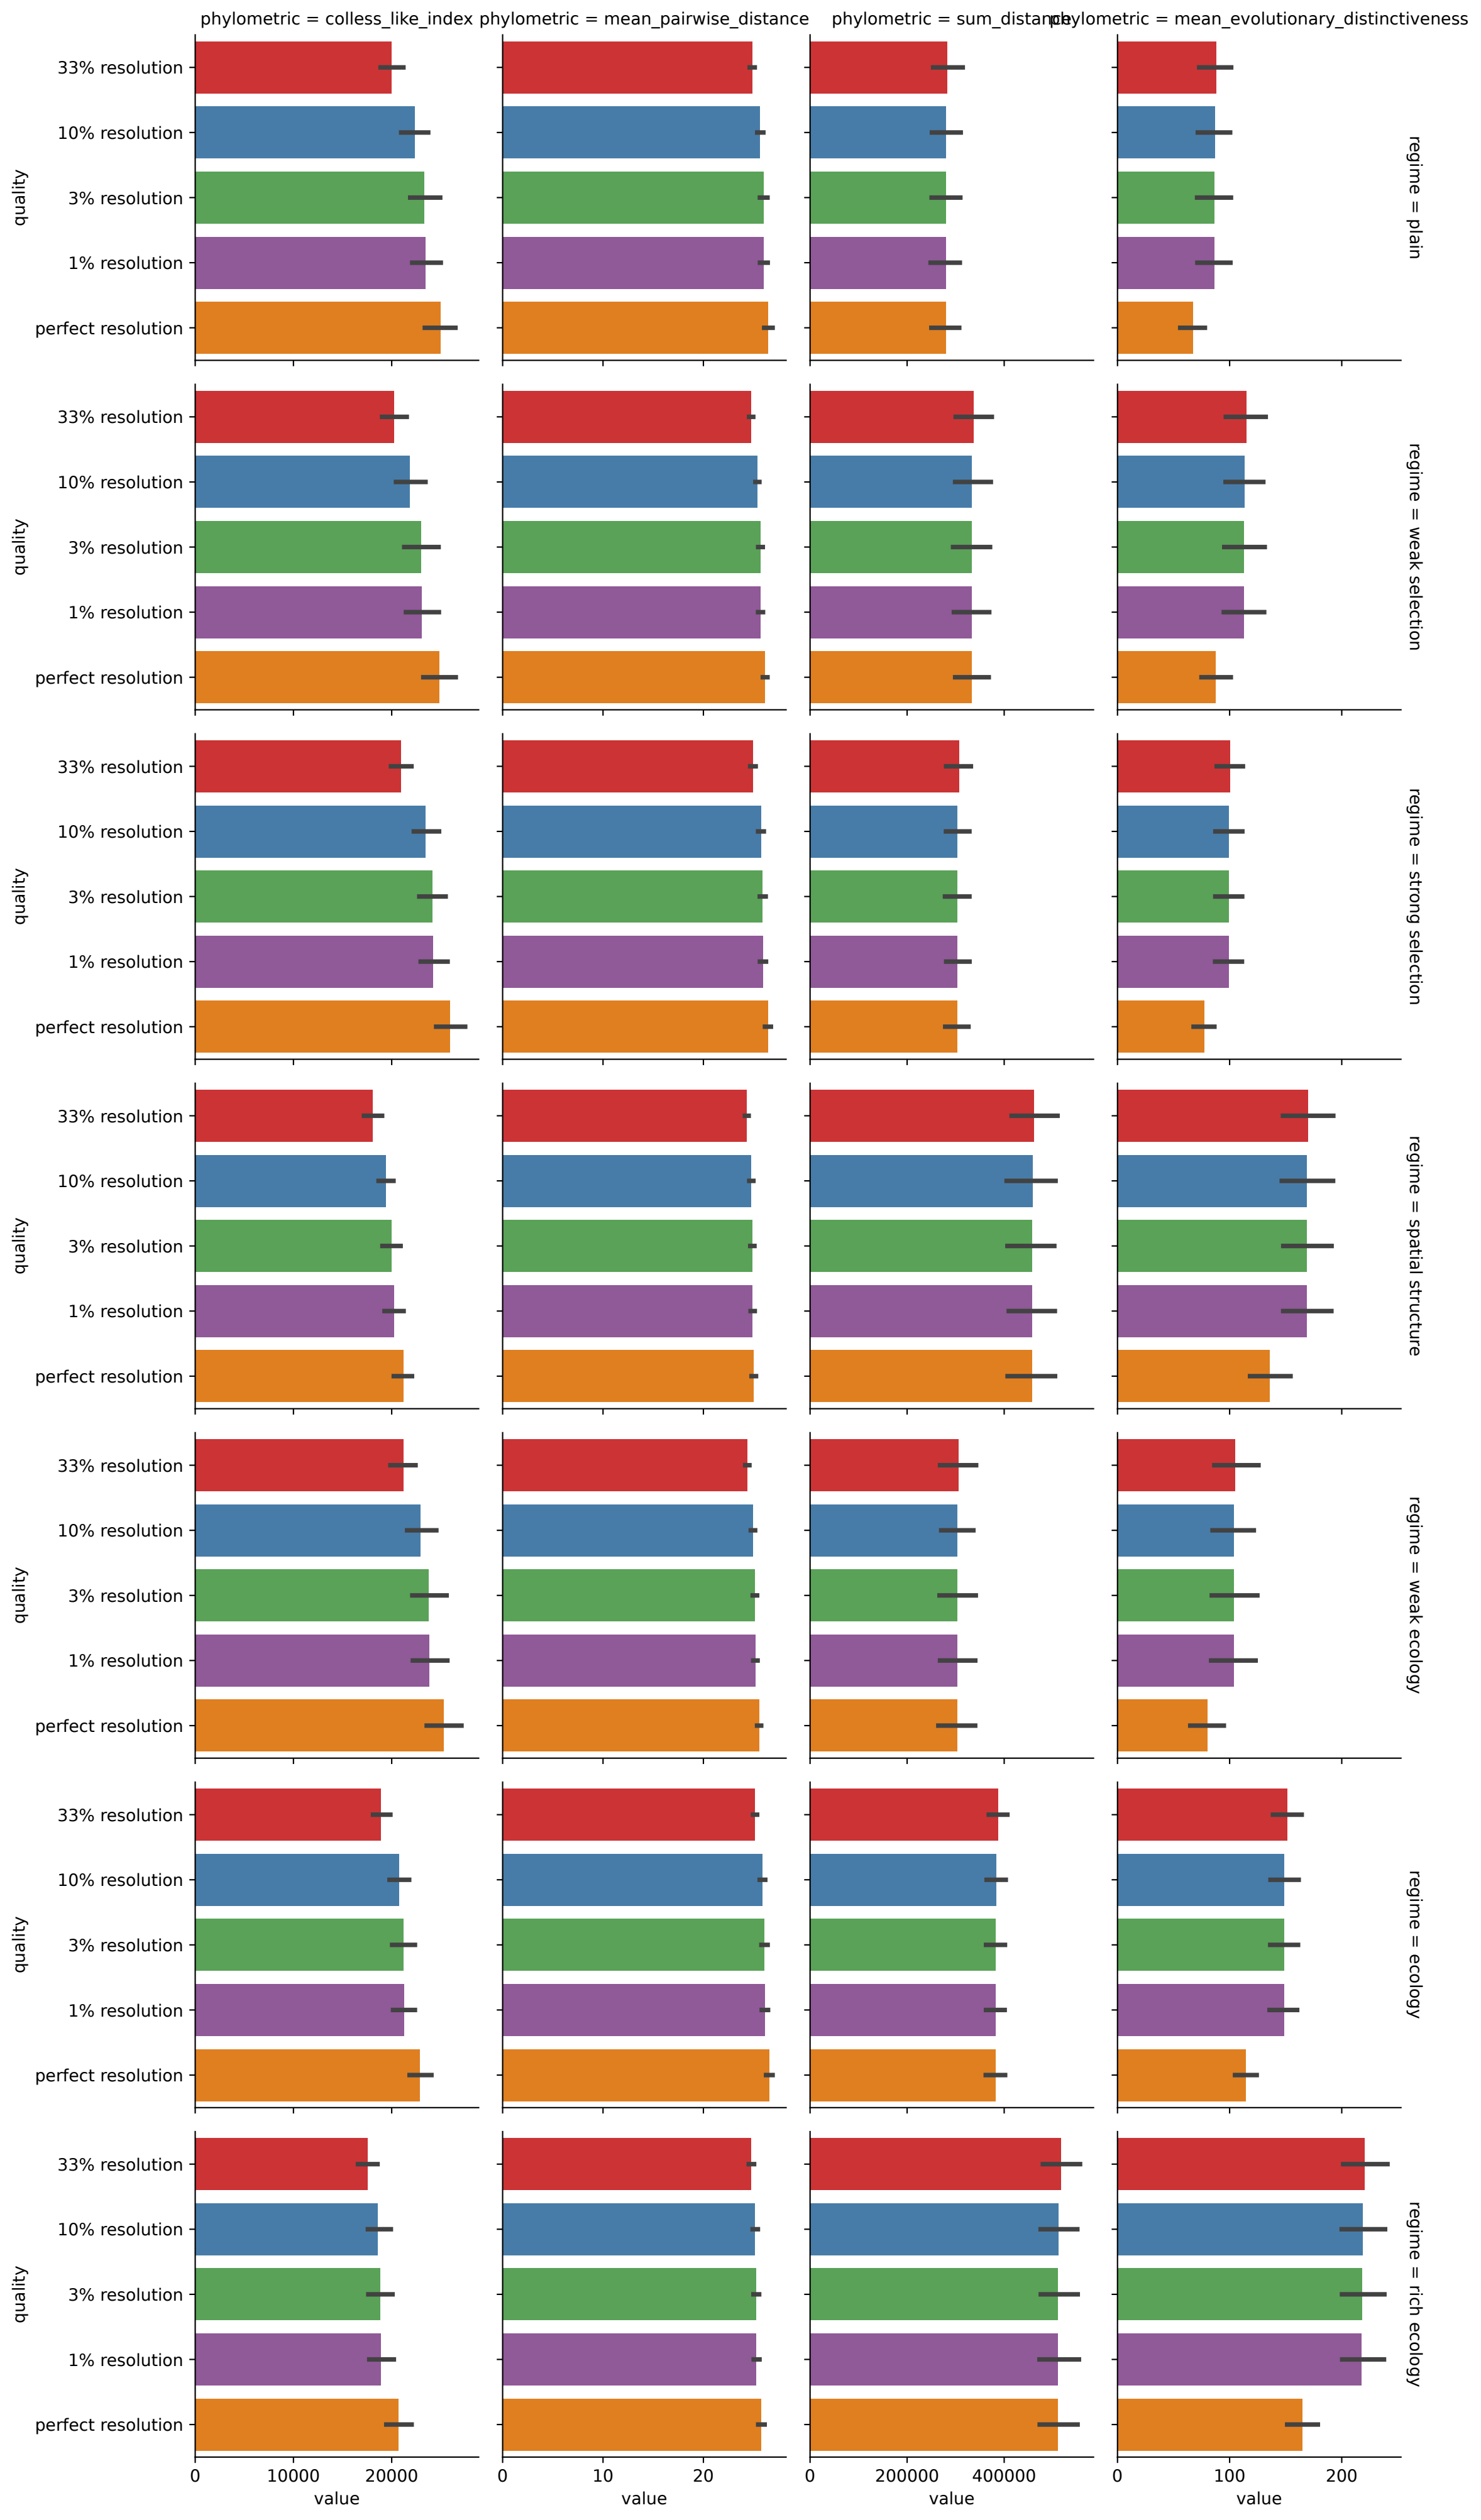 phylometric = colless_like_index
phylometric = mean_pairwise_distance
phylometric = sum_distance
phylometric = mean_evolutionary_distinctiveness
quality
33% resolution
10% resolution
3% resolution
1% resolution
perfect resolution
regime = plain
quality
33% resolution
10% resolution
3% resolution
1% resolution
perfect resolution
regime = weak selection
quality
33% resolution
10% resolution
3% resolution
1% resolution
perfect resolution
regime = strong selection
quality
33% resolution
10% resolution
3% resolution
1% resolution
perfect resolution
regime = spatial structure
quality
33% resolution
10% resolution
3% resolution
1% resolution
perfect resolution
regime = weak ecology
quality
33% resolution
10% resolution
3% resolution
1% resolution
perfect resolution
regime = ecology
quality
33% resolution
10% resolution
3% resolution
1% resolution
perfect resolution
regime = rich ecology
0 10000 20000
value
0 10 20
value
0 200000 400000
value
0 100 200
value